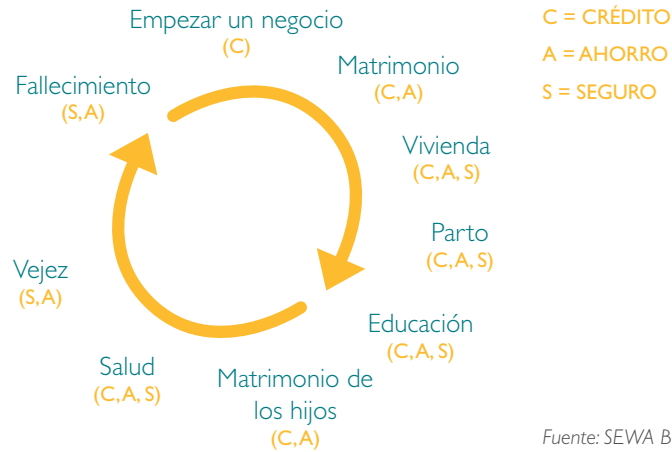 Empezar un negocio
(C)
Matrimonio
(C, A)
Vivienda
(C, A, S)
Parto
(C, A, S)
Educación
(C, A, S)
Matrimonio de
los hijos
(C, A)
Salud
(C, A, S)
Vejez
(S, A)
Fallecimiento
(S, A)
C = CRÉDITO
A = AHORRO
S = SEGURO
Fuente: SEWA B